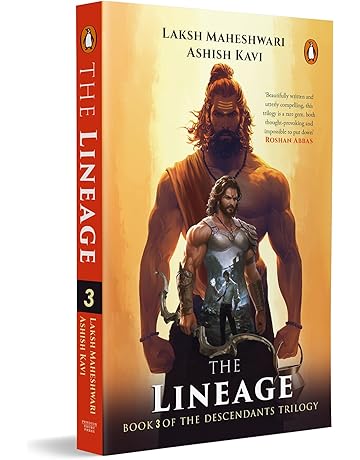 THE LINEAGE
3
LAKSH MAHESHWARI
ASHISH KAVI
LAKSH MAHESHWARI
ASHISH KAVI
'Beautifully written and
utterly compelling, this
trilogy is a rare gem, both
thought-provoking and
impossible to put down'
ROSHAN ABBAS
THE
LINEAGE
BOOK 3 OF THE DESCENDANTS TRILOGY